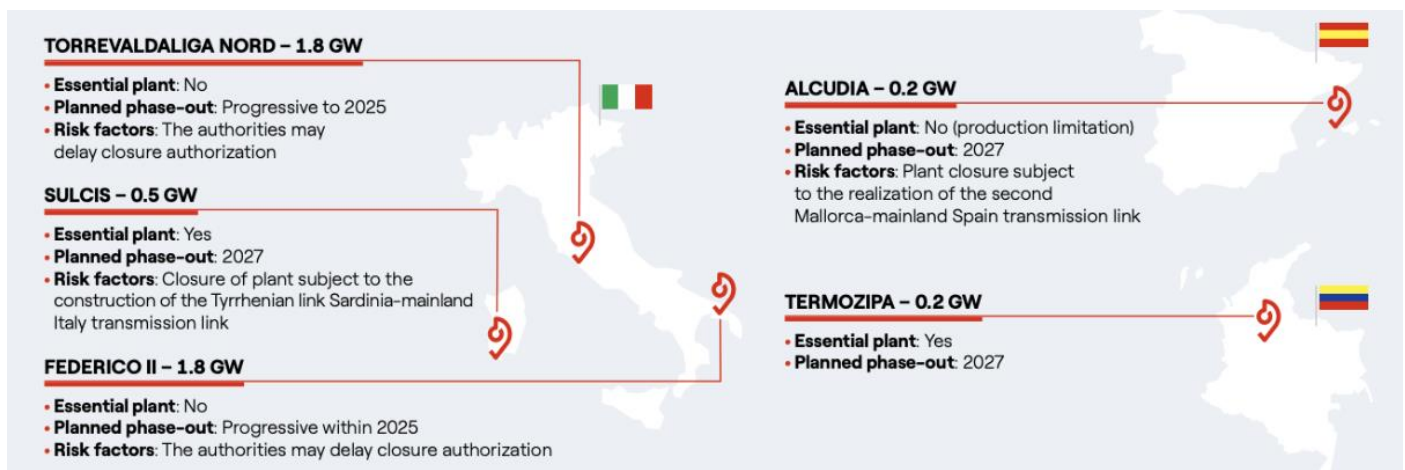 TORREVALDALIGA NORD – 1.8 GW
• Essential plant: No
• Planned phase-out: Progressive to 2025
• Risk factors: The authorities may
delay closure authorization
SULCIS – 0.5 GW
• Essential plant: Yes
• Planned phase-out: 2027
• Risk factors: Closure of plant subject to the
construction of the Tyrrhenian link Sardinia-mainland
Italy transmission link
FEDERICO II – 1.8 GW
• Essential plant: No
• Planned phase-out: Progressive within 2025
• Risk factors: The authorities may delay closure authorization
ALCUDIA – 0.2 GW
• Essential plant: No (production limitation)
• Planned phase-out: 2027
• Risk factors: Plant closure subject
to the realization of the second
Mallorca-mainland Spain transmission link
TERMOZIPA – 0.2 GW
• Essential plant: Yes
• Planned phase-out: 2027